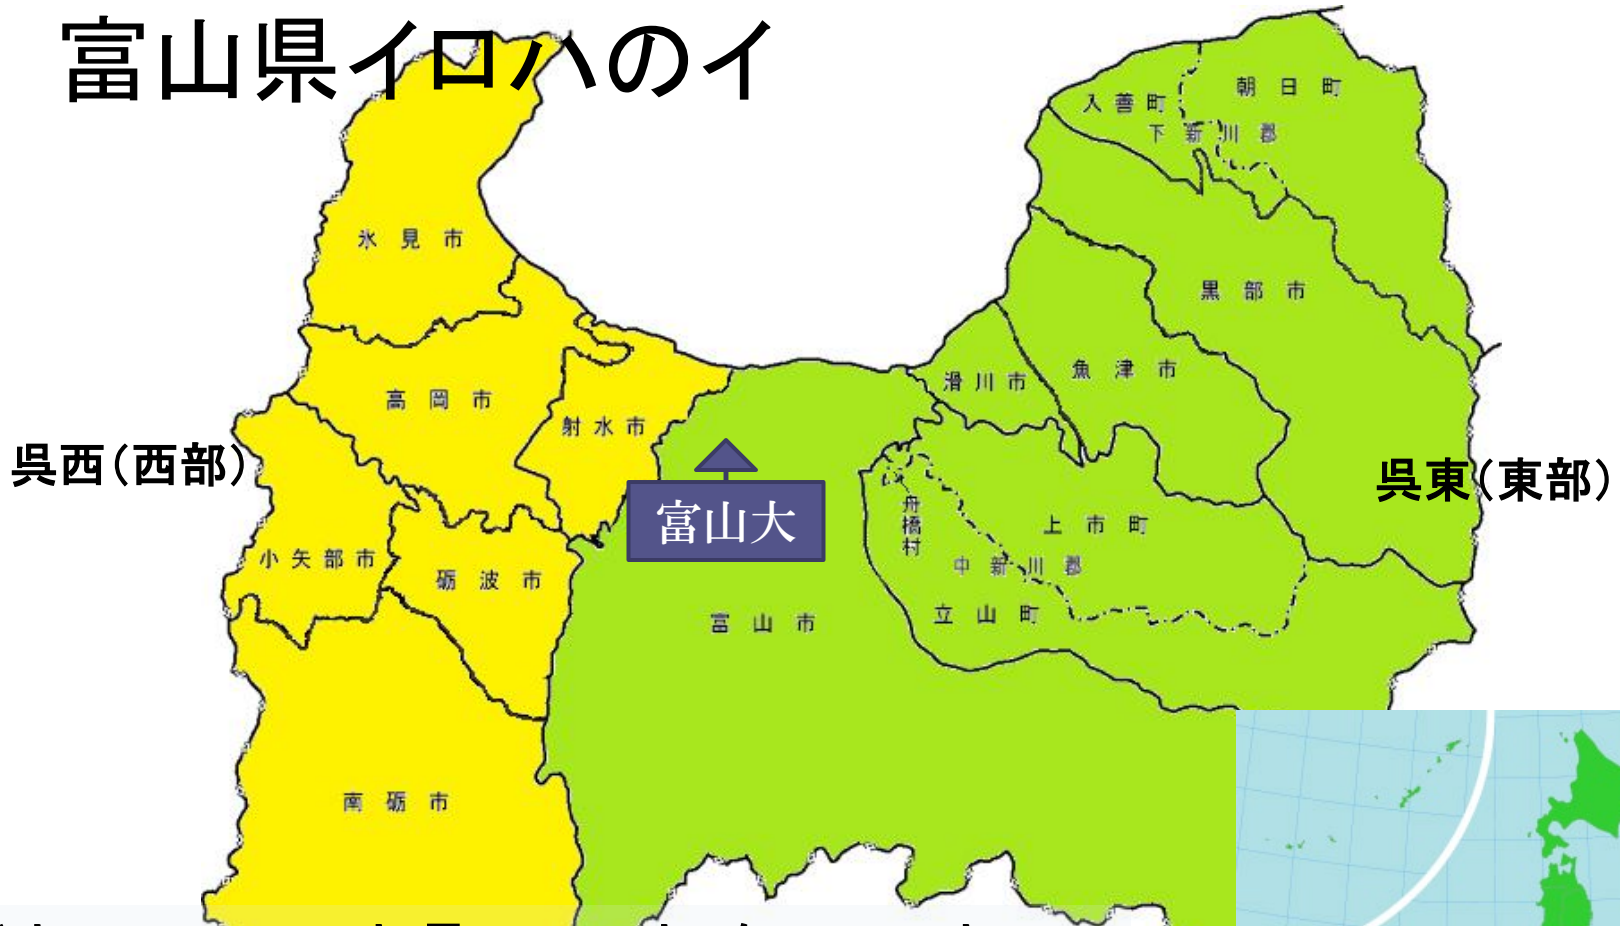 富山県イロハのイ
朝日町
入善町
下新川郡
氷見市
黒部市
魚津市
滑川市
高岡市
射水市
呉西(西部)
呉東(東部)
富山大
舟橋村
上市町
小矢部市
中新川郡
砺波市
立山町
富山市
南砺市